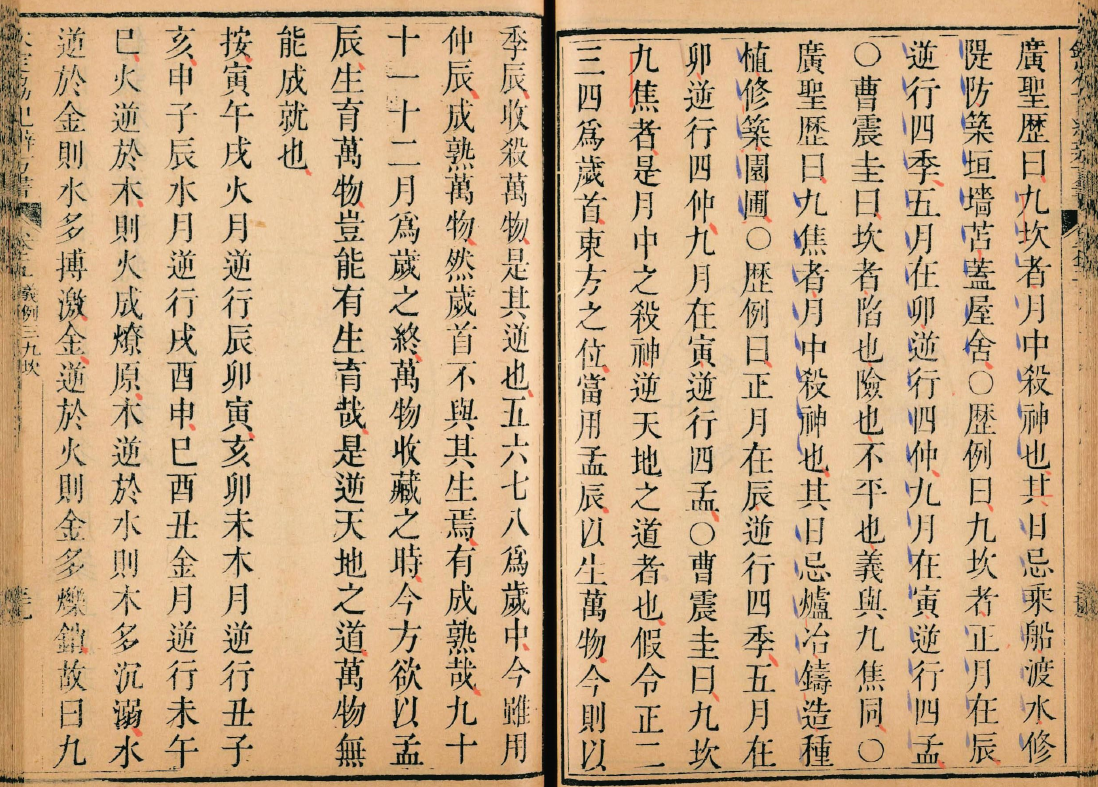 廣聖歷曰九坎者月中殺神也其日忌乘船渡水修
隄防築垣墻苫蓋屋舍〇歷例曰九坎者正月在辰
逆行四季五月在卯逆行四仲九月在寅逆行四孟
〇曹震圭曰坎者陷也險也不平也義與九焦同〇
廣聖歷曰九焦者月中殺神也其日忌爐冶鑄造種
植修築園圃〇歷例曰正月在辰逆行四季五月在
卯逆行四仲九月在寅逆行四孟〇曹震圭曰九坎
九焦者是月中之殺神逆天地之道者也假令正二
三四爲歲首東方之位當用孟辰以生萬物今則以
季辰收殺萬物是其逆也五六七八爲歲中今雖用
仲辰成熟萬物然歲首不與其生焉有成熟哉九十
十一十二月爲歲之終萬物收藏之時今方欲以孟
辰生育萬物豈能有生育哉是逆天地之道萬物無
能成就也
按寅午戌火月逆行辰卯寅亥卯未木月逆行丑子
亥申子辰水月逆行戌酉申巳酉丑金月逆行未午
巳火逆於木則火成燎原木逆於水則木多沉溺水
逆於金則水多搏激金逆於火則金多爍銷故曰九
義例三九坎